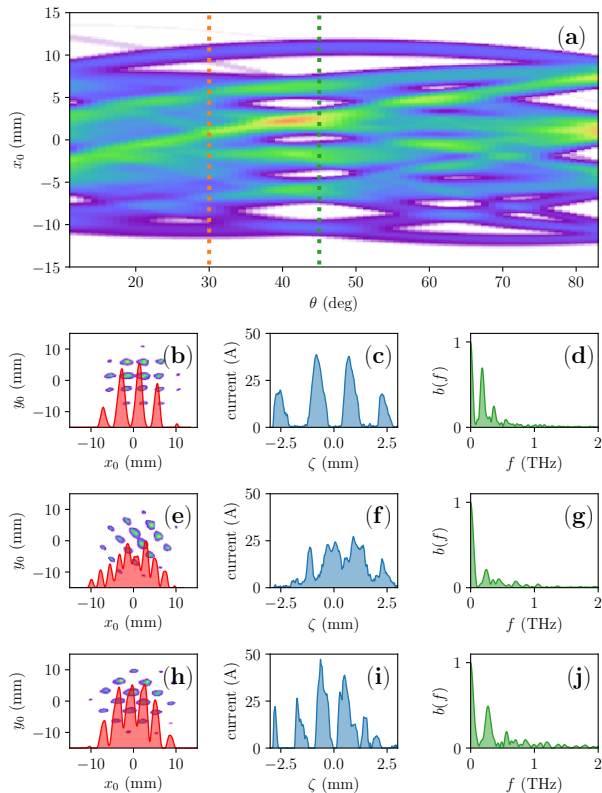 15
10
5
0
−5
−10
−15
x0 (mm)
(a)
20 30 40 50 60 70 80
θ (deg)
10
0
−10
y0 (mm)
(b)
−10 0 10
x0 (mm)
50
25
0
current (A)
(c)
−2.5 0.0 2.5
ζ (mm)
1
0
b(f)
(d)
0 1 2
f (THz)
10
0
−10
y0 (mm)
(e)
−10 0 10
x0 (mm)
50
25
0
current (A)
(f)
−2.5 0.0 2.5
ζ (mm)
1
0
b(f)
(g)
0 1 2
f (THz)
10
0
−10
y0 (mm)
(h)
−10 0 10
x0 (mm)
50
25
0
current (A)
(i)
−2.5 0.0 2.5
ζ (mm)
1
0
b(f)
(j)
0 1 2
f (THz)